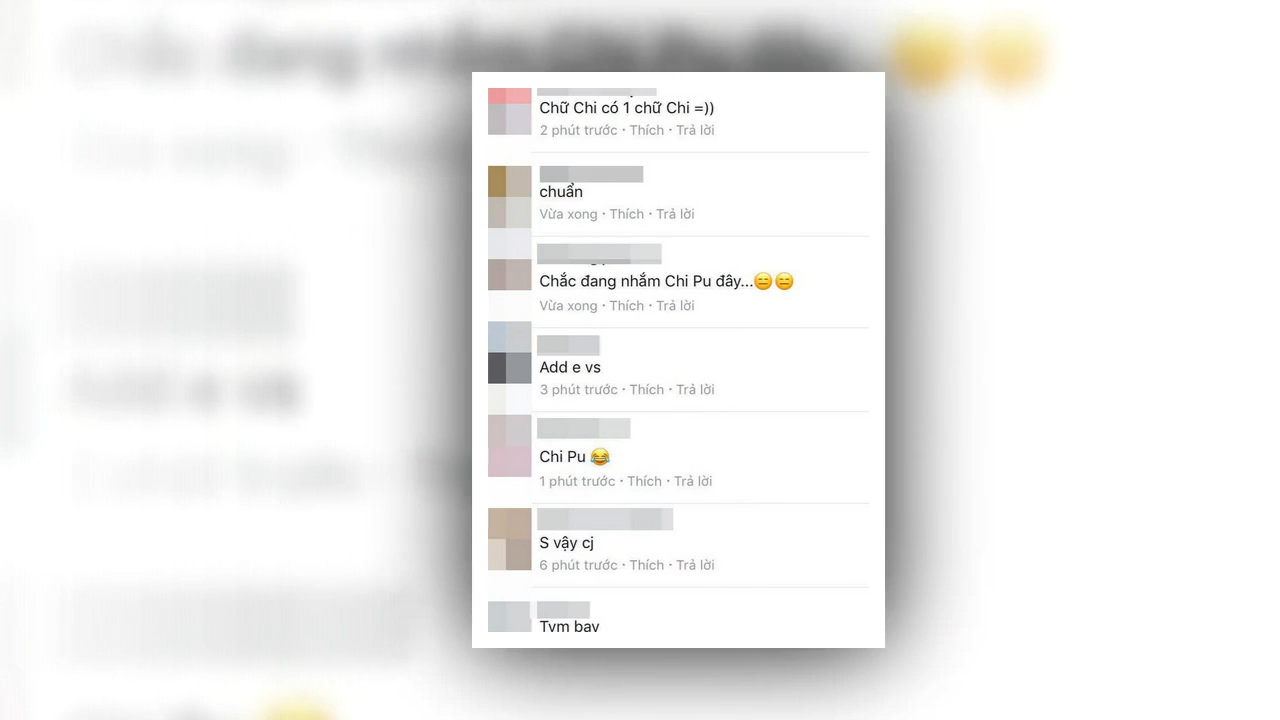 Chữ Chi có 1 chữ Chi =))
2 phút trước · Thích · Trả lời
chuẩn
Vừa xong · Thích · Trả lời
Chắc đang nhắm Chi Pu đây...😑😑
Vừa xong · Thích · Trả lời
Add e vs
3 phút trước · Thích · Trả lời
Chi Pu 😂
1 phút trước · Thích · Trả lời
S vậy cj
6 phút trước · Thích · Trả lời